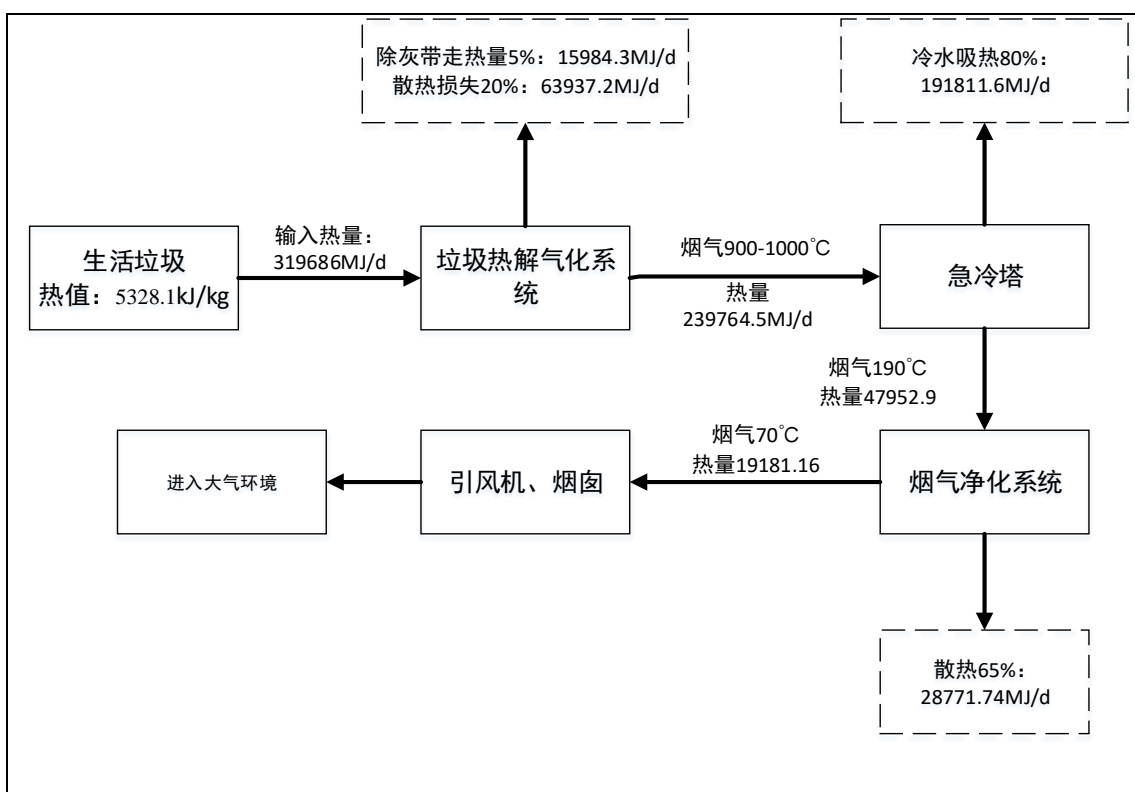 除灰带走热量5%：15984.3MJ/d
散热损失20%：63937.2MJ/d
冷水吸热80%：
191811.6MJ/d
生活垃圾
热值：5328.1kJ/kg
输入热量：
319686MJ/d
垃圾热解气化系
统
烟气900-1000℃
热量
239764.5MJ/d
急冷塔
烟气190℃
热量47952.9
进入大气环境
引风机、烟囱
烟气70℃
热量19181.16
烟气净化系统
散热65%：
28771.74MJ/d